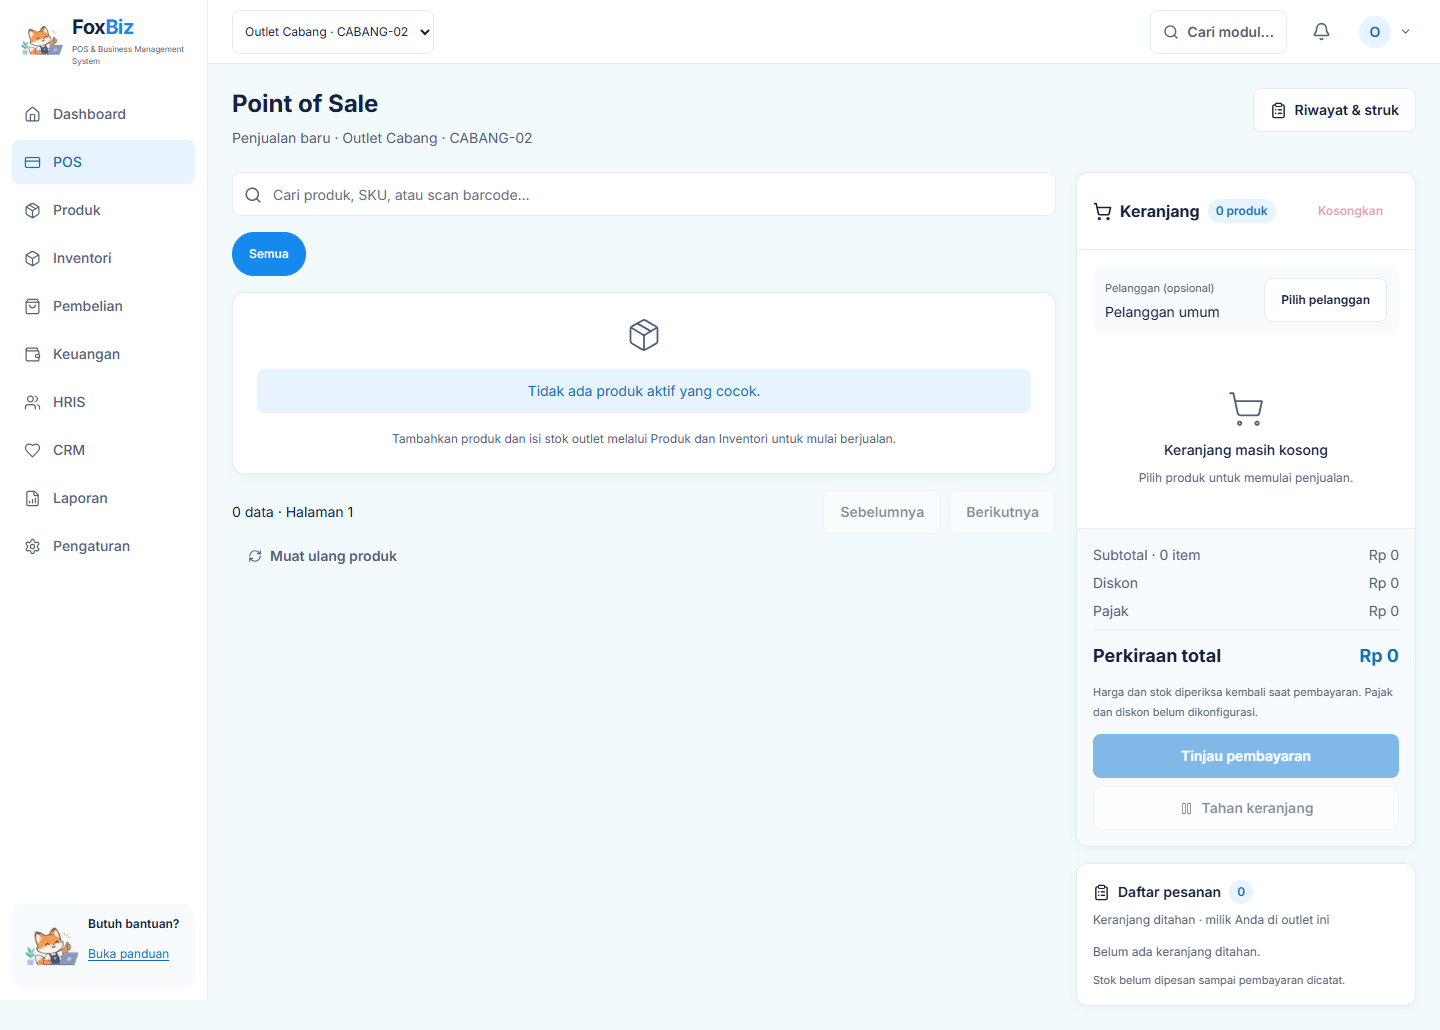 FoxBiz
POS & Business Management
System
Dashboard
POS
Produk
Inventori
Pembelian
Keuangan
HRIS
CRM
Laporan
Pengaturan
Butuh bantuan?
Buka panduan
Outlet Cabang · CABANG-02
Cari modul...
O
Point of Sale
Penjualan baru · Outlet Cabang · CABANG-02
Riwayat & struk
Cari produk, SKU, atau scan barcode...
Semua
Tidak ada produk aktif yang cocok.
Tambahkan produk dan isi stok outlet melalui Produk dan Inventori untuk mulai berjualan.
0 data · Halaman 1
Sebelumnya
Berikutnya
Muat ulang produk
Keranjang
0 produk
Kosongkan
Pelanggan (opsional)
Pelanggan umum
Pilih pelanggan
Keranjang masih kosong
Pilih produk untuk memulai penjualan.
Subtotal · 0 item Rp 0
Diskon Rp 0
Pajak Rp 0
Perkiraan total Rp 0
Harga dan stok diperiksa kembali saat pembayaran. Pajak
dan diskon belum dikonfigurasi.
Tinjau pembayaran
Tahan keranjang
Daftar pesanan 0
Keranjang ditahan · milik Anda di outlet ini
Belum ada keranjang ditahan.
Stok belum dipesan sampai pembayaran dicatat.